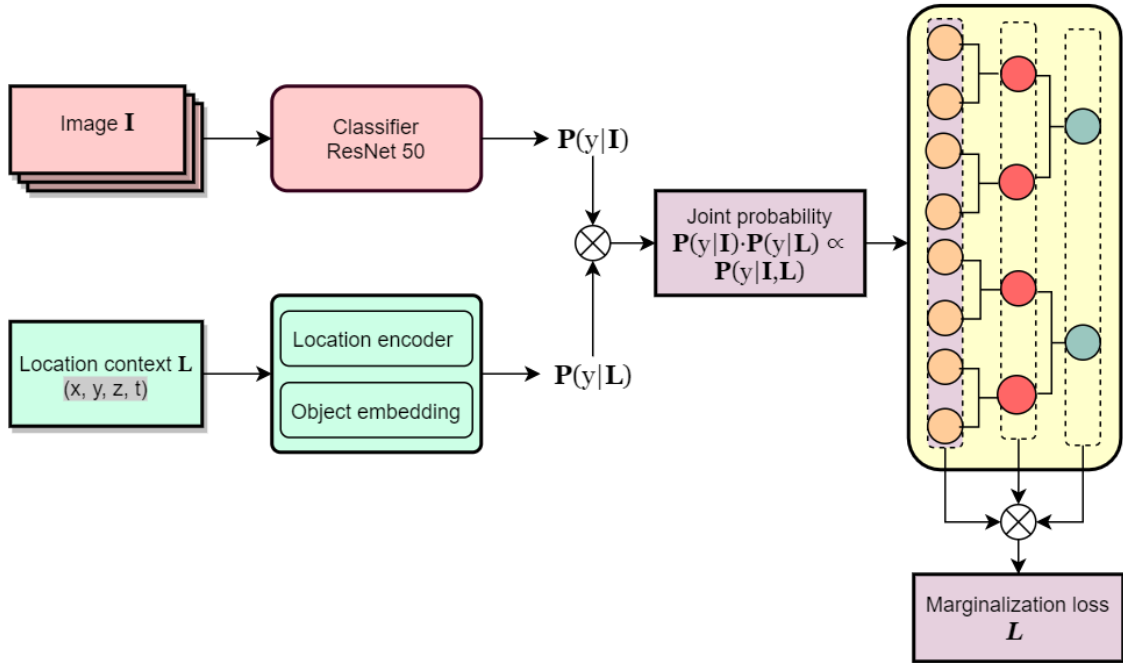 Image I
Classifier
ResNet 50
P(y|I)
Joint probability
P(y|I)·P(y|L) ∝
P(y|I,L)
Location context L
(x, y, z, t)
Location encoder
Object embedding
P(y|L)
Marginalization loss
L